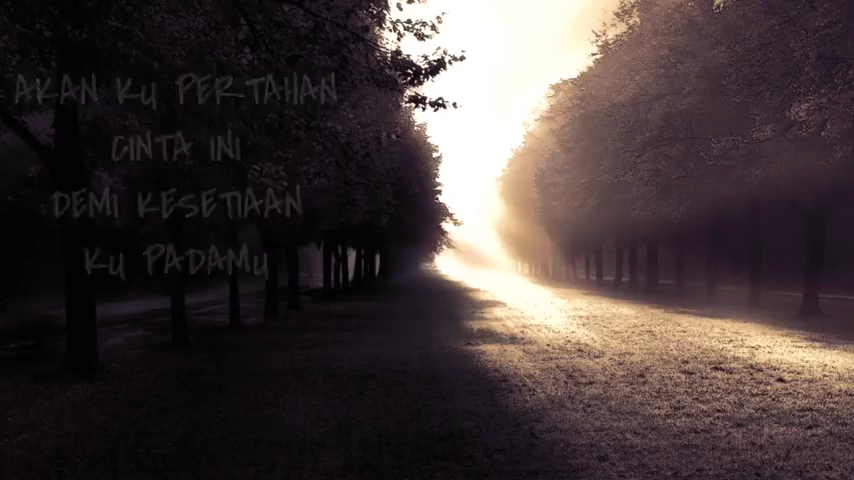 AKAN KU PERTAHAN
CINTA INI
DEMI KESETIAAN
KU PADAMU